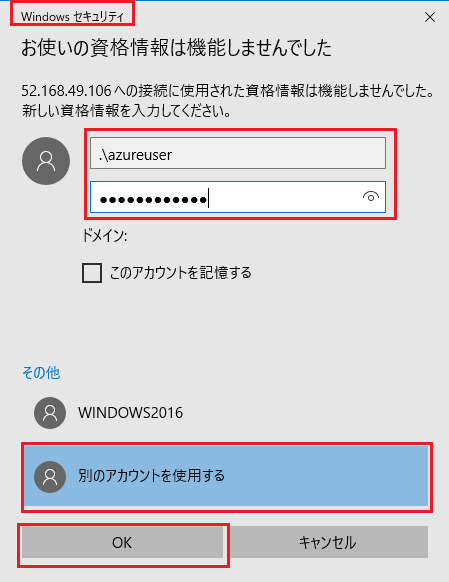 Windows セキュリティ
お使いの資格情報は機能しませんでした
52.168.49.106 への接続に使用された資格情報は機能しませんでした。
新しい資格情報を入力してください。
.\azureuser
●●●●●●●●●●●●
ドメイン:
このアカウントを記憶する
その他
WINDOWS2016
別のアカウントを使用する
OK
キャンセル